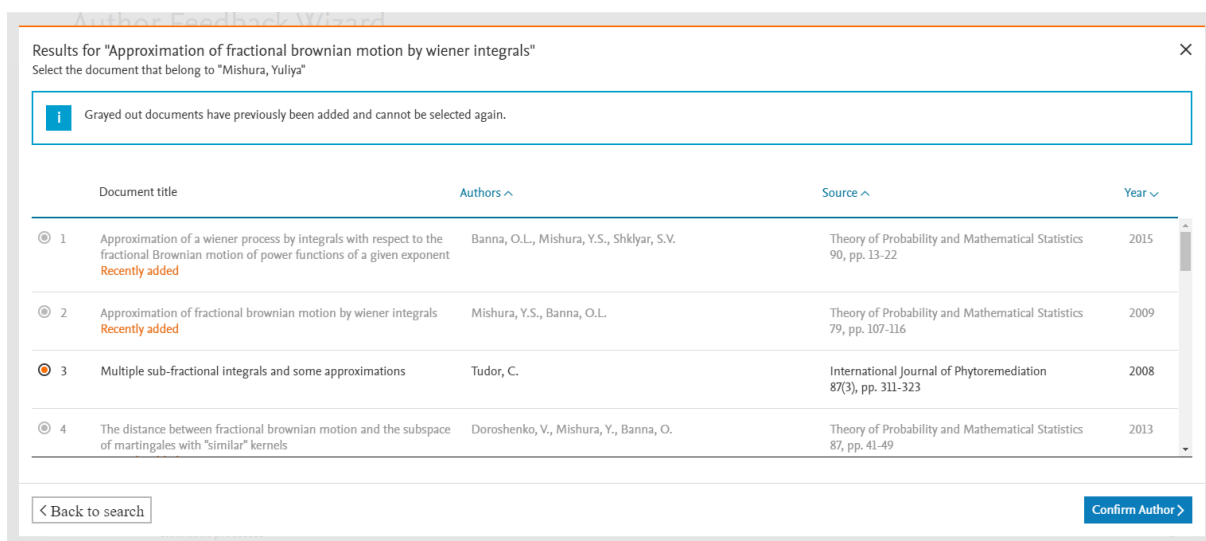 Author Feedback Wizard
Results for "Approximation of fractional brownian motion by wiener integrals"
Select the document that belong to "Mishura, Yuliya"
i Grayed out documents have previously been added and cannot be selected again.
Document title Authors Source Year
1 Approximation of a wiener process by integrals with respect to the Banna, O.L., Mishura, Y.S., Shklyar, S.V. Theory of Probability and Mathematical Statistics 2015
fractional Brownian motion of power functions of a given exponent 90, pp. 13-22
Recently added
2 Approximation of fractional brownian motion by wiener integrals Mishura, Y.S., Banna, O.L. Theory of Probability and Mathematical Statistics 2009
Recently added 79, pp. 107-116
3 Multiple sub-fractional integrals and some approximations Tudor, C. International Journal of Phytoremediation 2008
87(3), pp. 311-323
4 The distance between fractional brownian motion and the subspace Doroshenko, V., Mishura, Y., Banna, O. Theory of Probability and Mathematical Statistics 2013
of martingales with "similar" kernels 87, pp. 41-49
Back to search Confirm Author